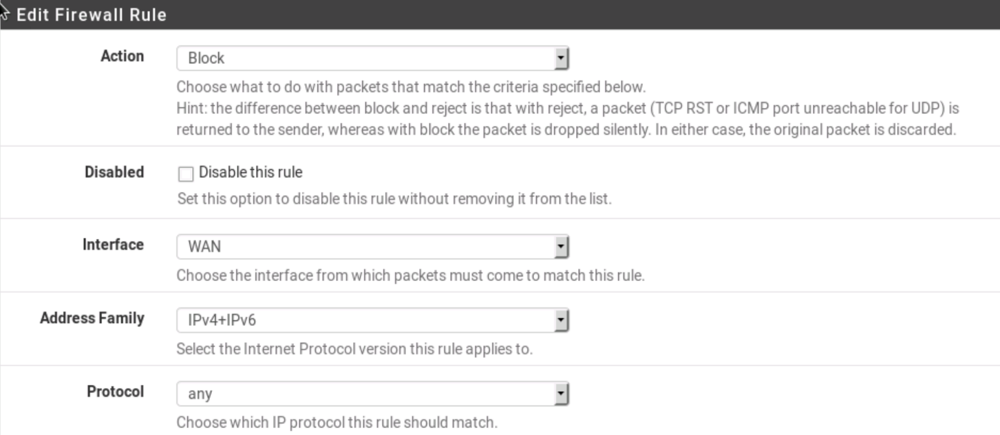 Edit Firewall Rule
Action
Block
Choose what to do with packets that match the criteria specified below.
Hint: the difference between block and reject is that with reject, a packet (TCP RST or ICMP port unreachable for UDP) is
returned to the sender, whereas with block the packet is dropped silently. In either case, the original packet is discarded.
Disabled
Disable this rule
Set this option to disable this rule without removing it from the list.
Interface
WAN
Choose the interface from which packets must come to match this rule.
Address Family
IPv4+IPv6
Select the Internet Protocol version this rule applies to.
Protocol
any
Choose which IP protocol this rule should match.